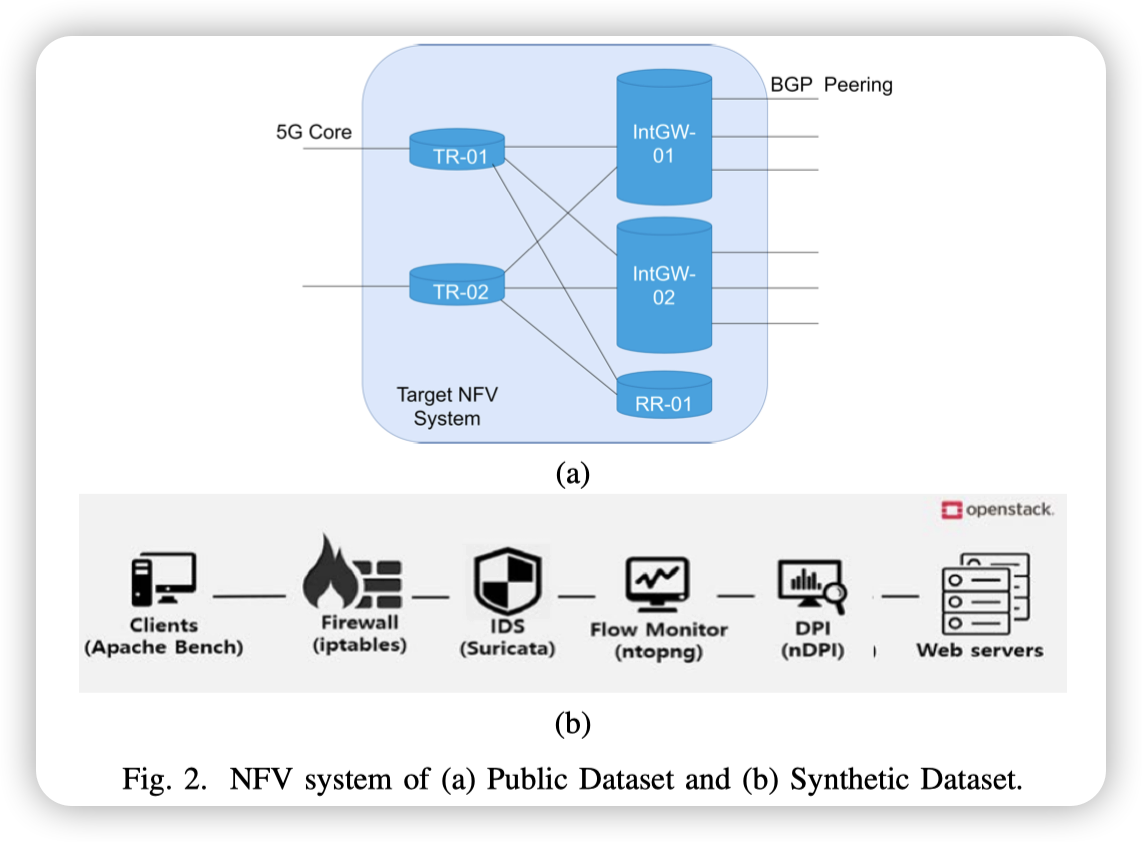 BGP Peering
5G Core
TR-01
IntGW-
01
TR-02
IntGW-
02
Target NFV
System
RR-01
(a)
openstack.
Clients
(Apache Bench)
Firewall
(iptables)
IDS
(Suricata)
Flow Monitor
(ntopng)
DPI
(nDPI)
)
Web servers
(b)
Fig. 2. NFV system of (a) Public Dataset and (b) Synthetic Dataset.